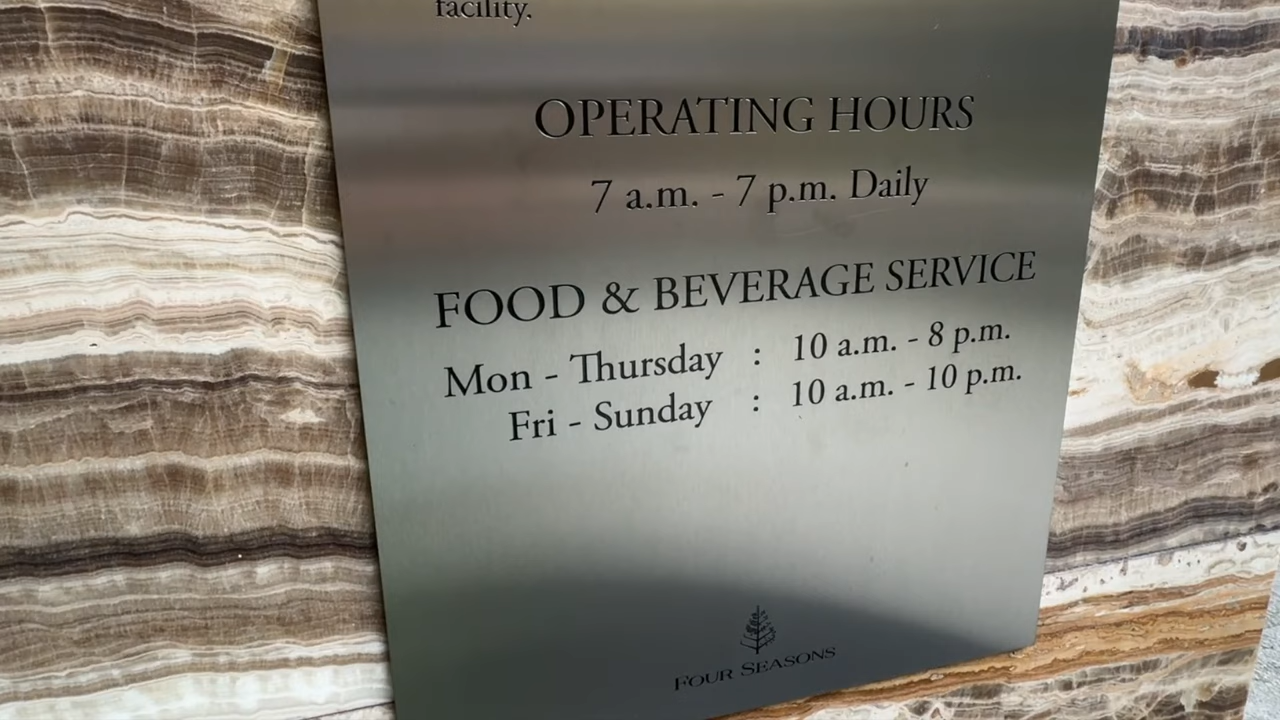 facility.
OPERATING HOURS
7 a.m. - 7 p.m. Daily
FOOD & BEVERAGE SERVICE
Mon - Thursday : 10 a.m. - 8 p.m.
Fri - Sunday : 10 a.m. - 10 p.m.
FOUR SEASONS